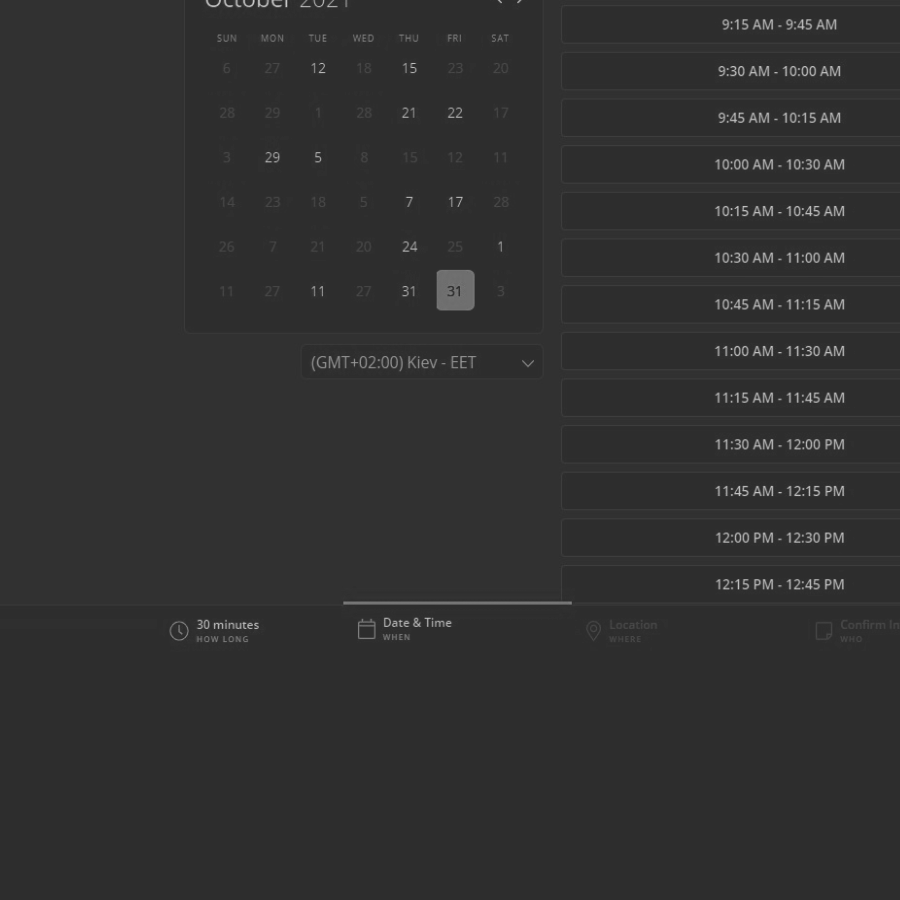 October 2021
SUN MON TUE WED THU FRI SAT
6 27 12 18 15 23 20
28 29 1 28 21 22 17
3 29 5 8 15 12 11
14 23 18 5 7 17 28
26 7 21 20 24 25 1
11 27 11 27 31 31 3
(GMT+02:00) Kiev - EET
9:15 AM - 9:45 AM
9:30 AM - 10:00 AM
9:45 AM - 10:15 AM
10:00 AM - 10:30 AM
10:15 AM - 10:45 AM
10:30 AM - 11:00 AM
10:45 AM - 11:15 AM
11:00 AM - 11:30 AM
11:15 AM - 11:45 AM
11:30 AM - 12:00 PM
11:45 AM - 12:15 PM
12:00 PM - 12:30 PM
12:15 PM - 12:45 PM
30 minutes
HOW LONG
Date & Time
WHEN
Location
WHERE
Confirm In
WHO